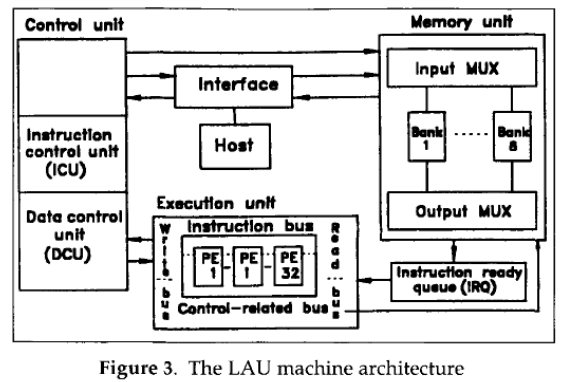 Control unit
Memory unit
Interface
Host
Input MUX
Bank
1
Bank
8
Output MUX
Instruction
control unit
(ICU)
Data control
unit
(DCU)
Execution unit
Write bus
Instruction bus
PE
1
PE
1
PE
32
Control-related bus
Read bus
Instruction ready
queue (IRQ)
Figure 3. The LAU machine architecture